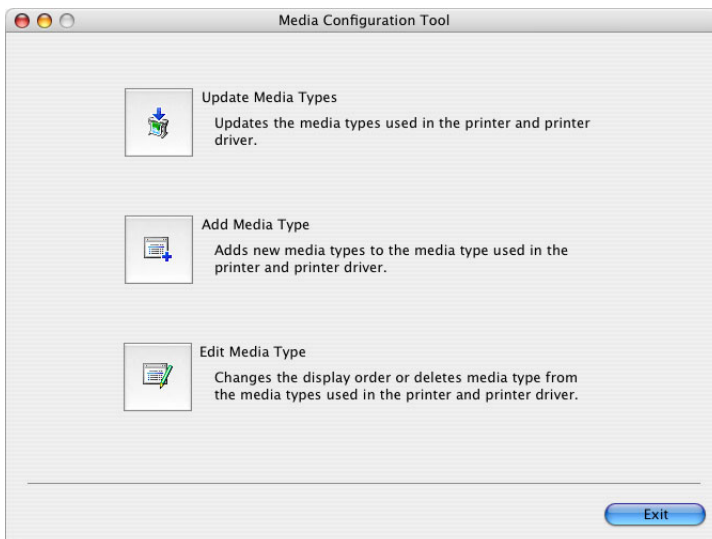 Media Configuration Tool
Update Media Types
Updates the media types used in the printer and printer
driver.
Add Media Type
Adds new media types to the media type used in the
printer and printer driver.
Edit Media Type
Changes the display order or deletes media type from
the media types used in the printer and printer driver.
Exit